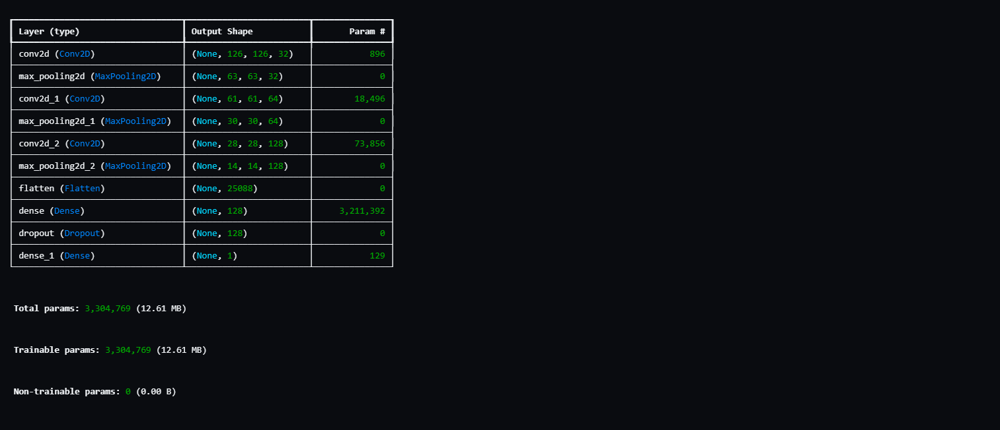 Layer (type) Output Shape Param #
conv2d (Conv2D) (None, 126, 126, 32) 896
max_pooling2d (MaxPooling2D) (None, 63, 63, 32) 0
conv2d_1 (Conv2D) (None, 61, 61, 64) 18,496
max_pooling2d_1 (MaxPooling2D) (None, 30, 30, 64) 0
conv2d_2 (Conv2D) (None, 28, 28, 128) 73,856
max_pooling2d_2 (MaxPooling2D) (None, 14, 14, 128) 0
flatten (Flatten) (None, 25088) 0
dense (Dense) (None, 128) 3,211,392
dropout (Dropout) (None, 128) 0
dense_1 (Dense) (None, 1) 129
Total params: 3,304,769 (12.61 MB)
Trainable params: 3,304,769 (12.61 MB)
Non-trainable params: 0 (0.00 B)